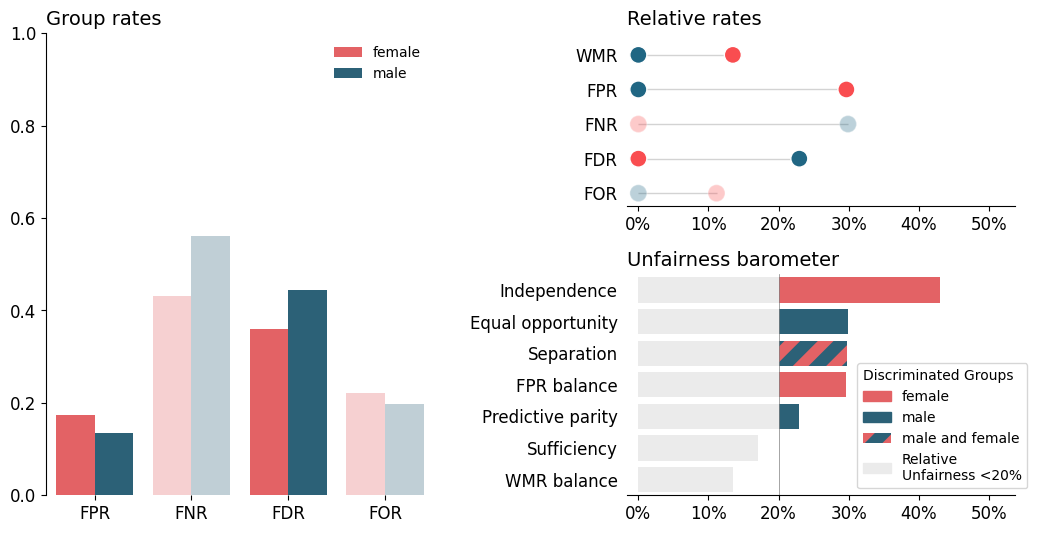 Group rates
1.0
0.8
0.6
0.4
0.2
0.0
FPR
FNR
FDR
FOR
female
male
Relative rates
WMR
FPR
FNR
FDR
FOR
0% 10% 20% 30% 40% 50%
Unfairness barometer
Independence
Equal opportunity
Separation
FPR balance
Predictive parity
Sufficiency
WMR balance
0% 10% 20% 30% 40% 50%
Discriminated Groups
female
male
male and female
Relative
Unfairness <20%